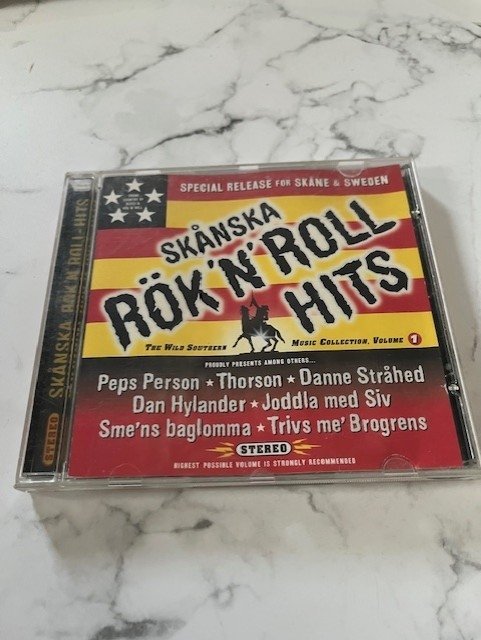 SPECIAL RELEASE FOR SKÅNE & SWEDEN
SKÅNSKA
RÖK'N'ROLL
HITS
THE WILD SOUTHERN MUSIC COLLECTION, VOLUME 1
PROUDLY PRESENTS AMONG OTHERS...
Peps Person ★ Thorson ★ Danne Stråhed
Dan Hylander ★ Joddla med Siv
Sme'ns baglomma ★ Trivs me' Brogrens
STEREO
HIGHEST POSSIBLE VOLUME IS STRONGLY RECOMMENDED
STEREO SKÅNSKA RÖK'N'ROLL-HITS